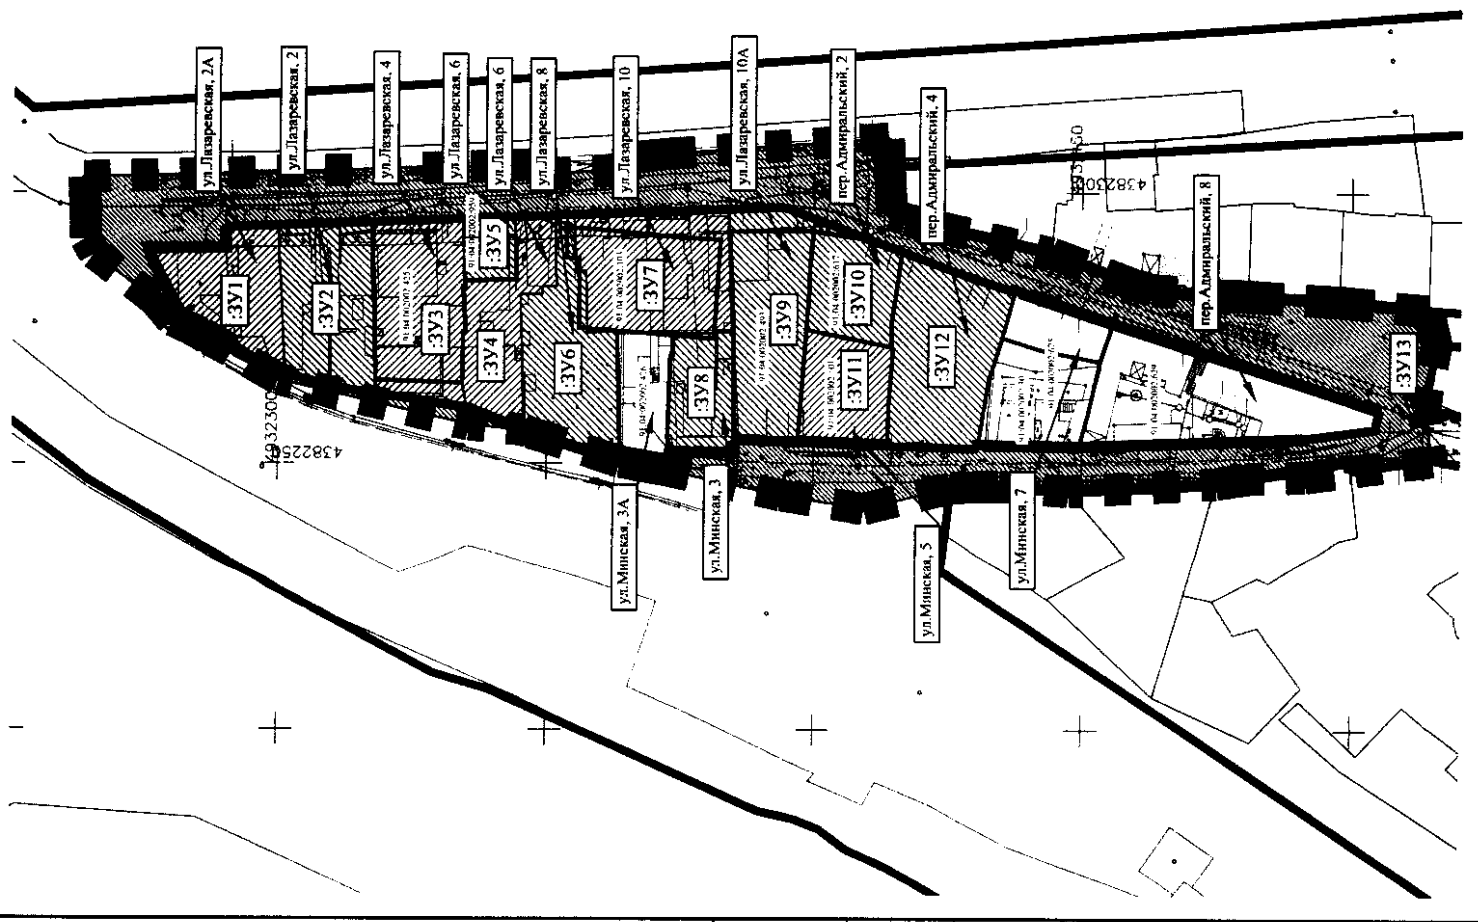 ул.Лазаревская, 2А
ул.Лазаревская, 2
ул.Лазаревская, 4
ул.Лазаревская, 6
ул.Лазаревская, 6
ул.Лазаревская, 8
ул.Лазаревская, 10
ул.Лазаревская, 10А
пер.Адмиральский, 2
пер.Адмиральский, 4
пер.Адмиральский, 8
4382300
:ЗУ1
:ЗУ2
:ЗУ3
:ЗУ4
:ЗУ5
:ЗУ6
:ЗУ7
:ЗУ8
:ЗУ9
:ЗУ10
:ЗУ11
:ЗУ12
:ЗУ13
4932300
4382250
ул.Минская, 3А
ул.Минская, 3
ул.Минская, 5
ул.Минская, 7